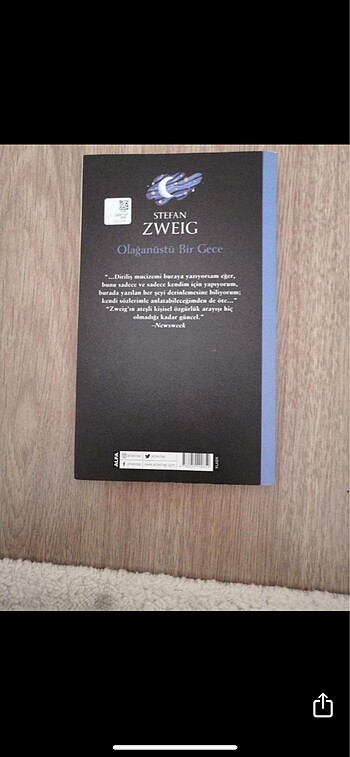 STEFAN
ZWEIG
Olağanüstü Bir Gece
"...Diriliş mucizemi buraya yazıyorsam eğer,
bunu sadece ve sadece kendim için yapıyorum,
burada yazılan her şeyi derinlemesine biliyorum;
kendi sözlerimle anlatabileceğimden de öte..."
"Zweig'ın ateşli kişisel özgürlük arayışı hiç
olmadığı kadar güncel."
–Newsweek
ALFA